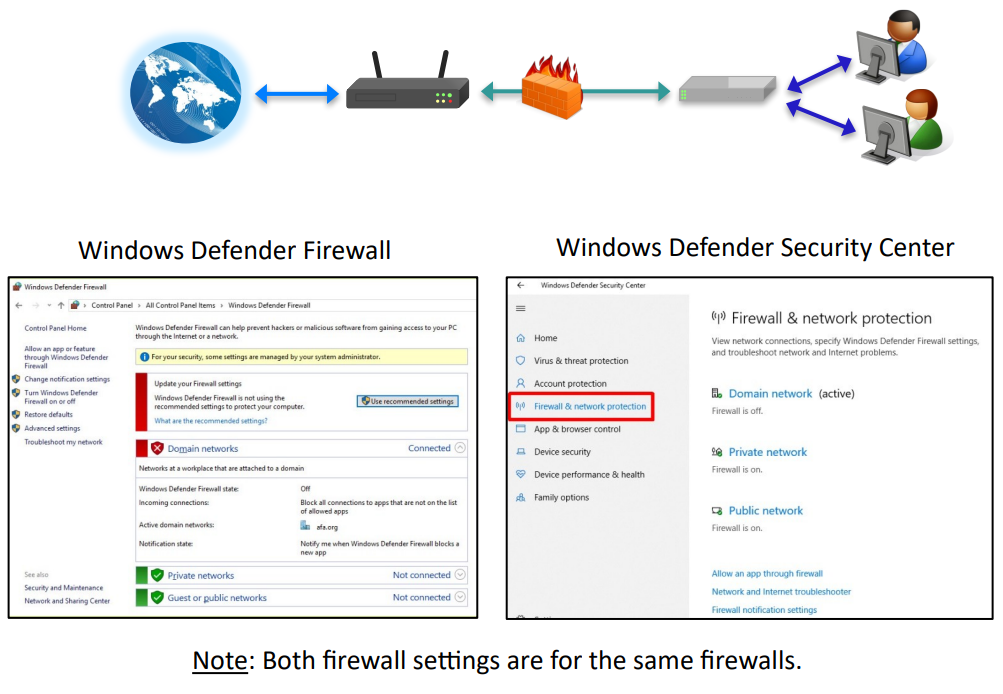 Windows Defender Firewall
Windows Defender Security Center
Windows Defender Firewall
Control Panel › All Control Panel Items › Windows Defender Firewall
Control Panel Home
Allow an app or feature
through Windows Defender
Firewall
Change notification settings
Turn Windows Defender
Firewall on or off
Restore defaults
Advanced settings
Troubleshoot my network
See also
Security and Maintenance
Network and Sharing Center
Windows Defender Firewall can help prevent hackers or malicious software from gaining access to your PC
through the Internet or a network.
For your security, some settings are managed by your system administrator.
Update your Firewall settings
Windows Defender Firewall is not using the
recommended settings to protect your computer.
Use recommended settings
What are the recommended settings?
Domain networks Connected
Networks at a workplace that are attached to a domain
Windows Defender Firewall state: Off
Incoming connections: Block all connections to apps that are not on the list
of allowed apps
Active domain networks: afa.org
Notification state: Notify me when Windows Defender Firewall blocks a
new app
Private networks Not connected
Guest or public networks Not connected
Windows Defender Security Center
Home
Virus & threat protection
Account protection
Firewall & network protection
App & browser control
Device security
Device performance & health
Family options
Firewall & network protection
View network connections, specify Windows Defender Firewall settings,
and troubleshoot network and Internet problems.
Domain network (active)
Firewall is off.
Private network
Firewall is on.
Public network
Firewall is on.
Allow an app through firewall
Network and Internet troubleshooter
Firewall notification settings
Note: Both firewall settings are for the same firewalls.